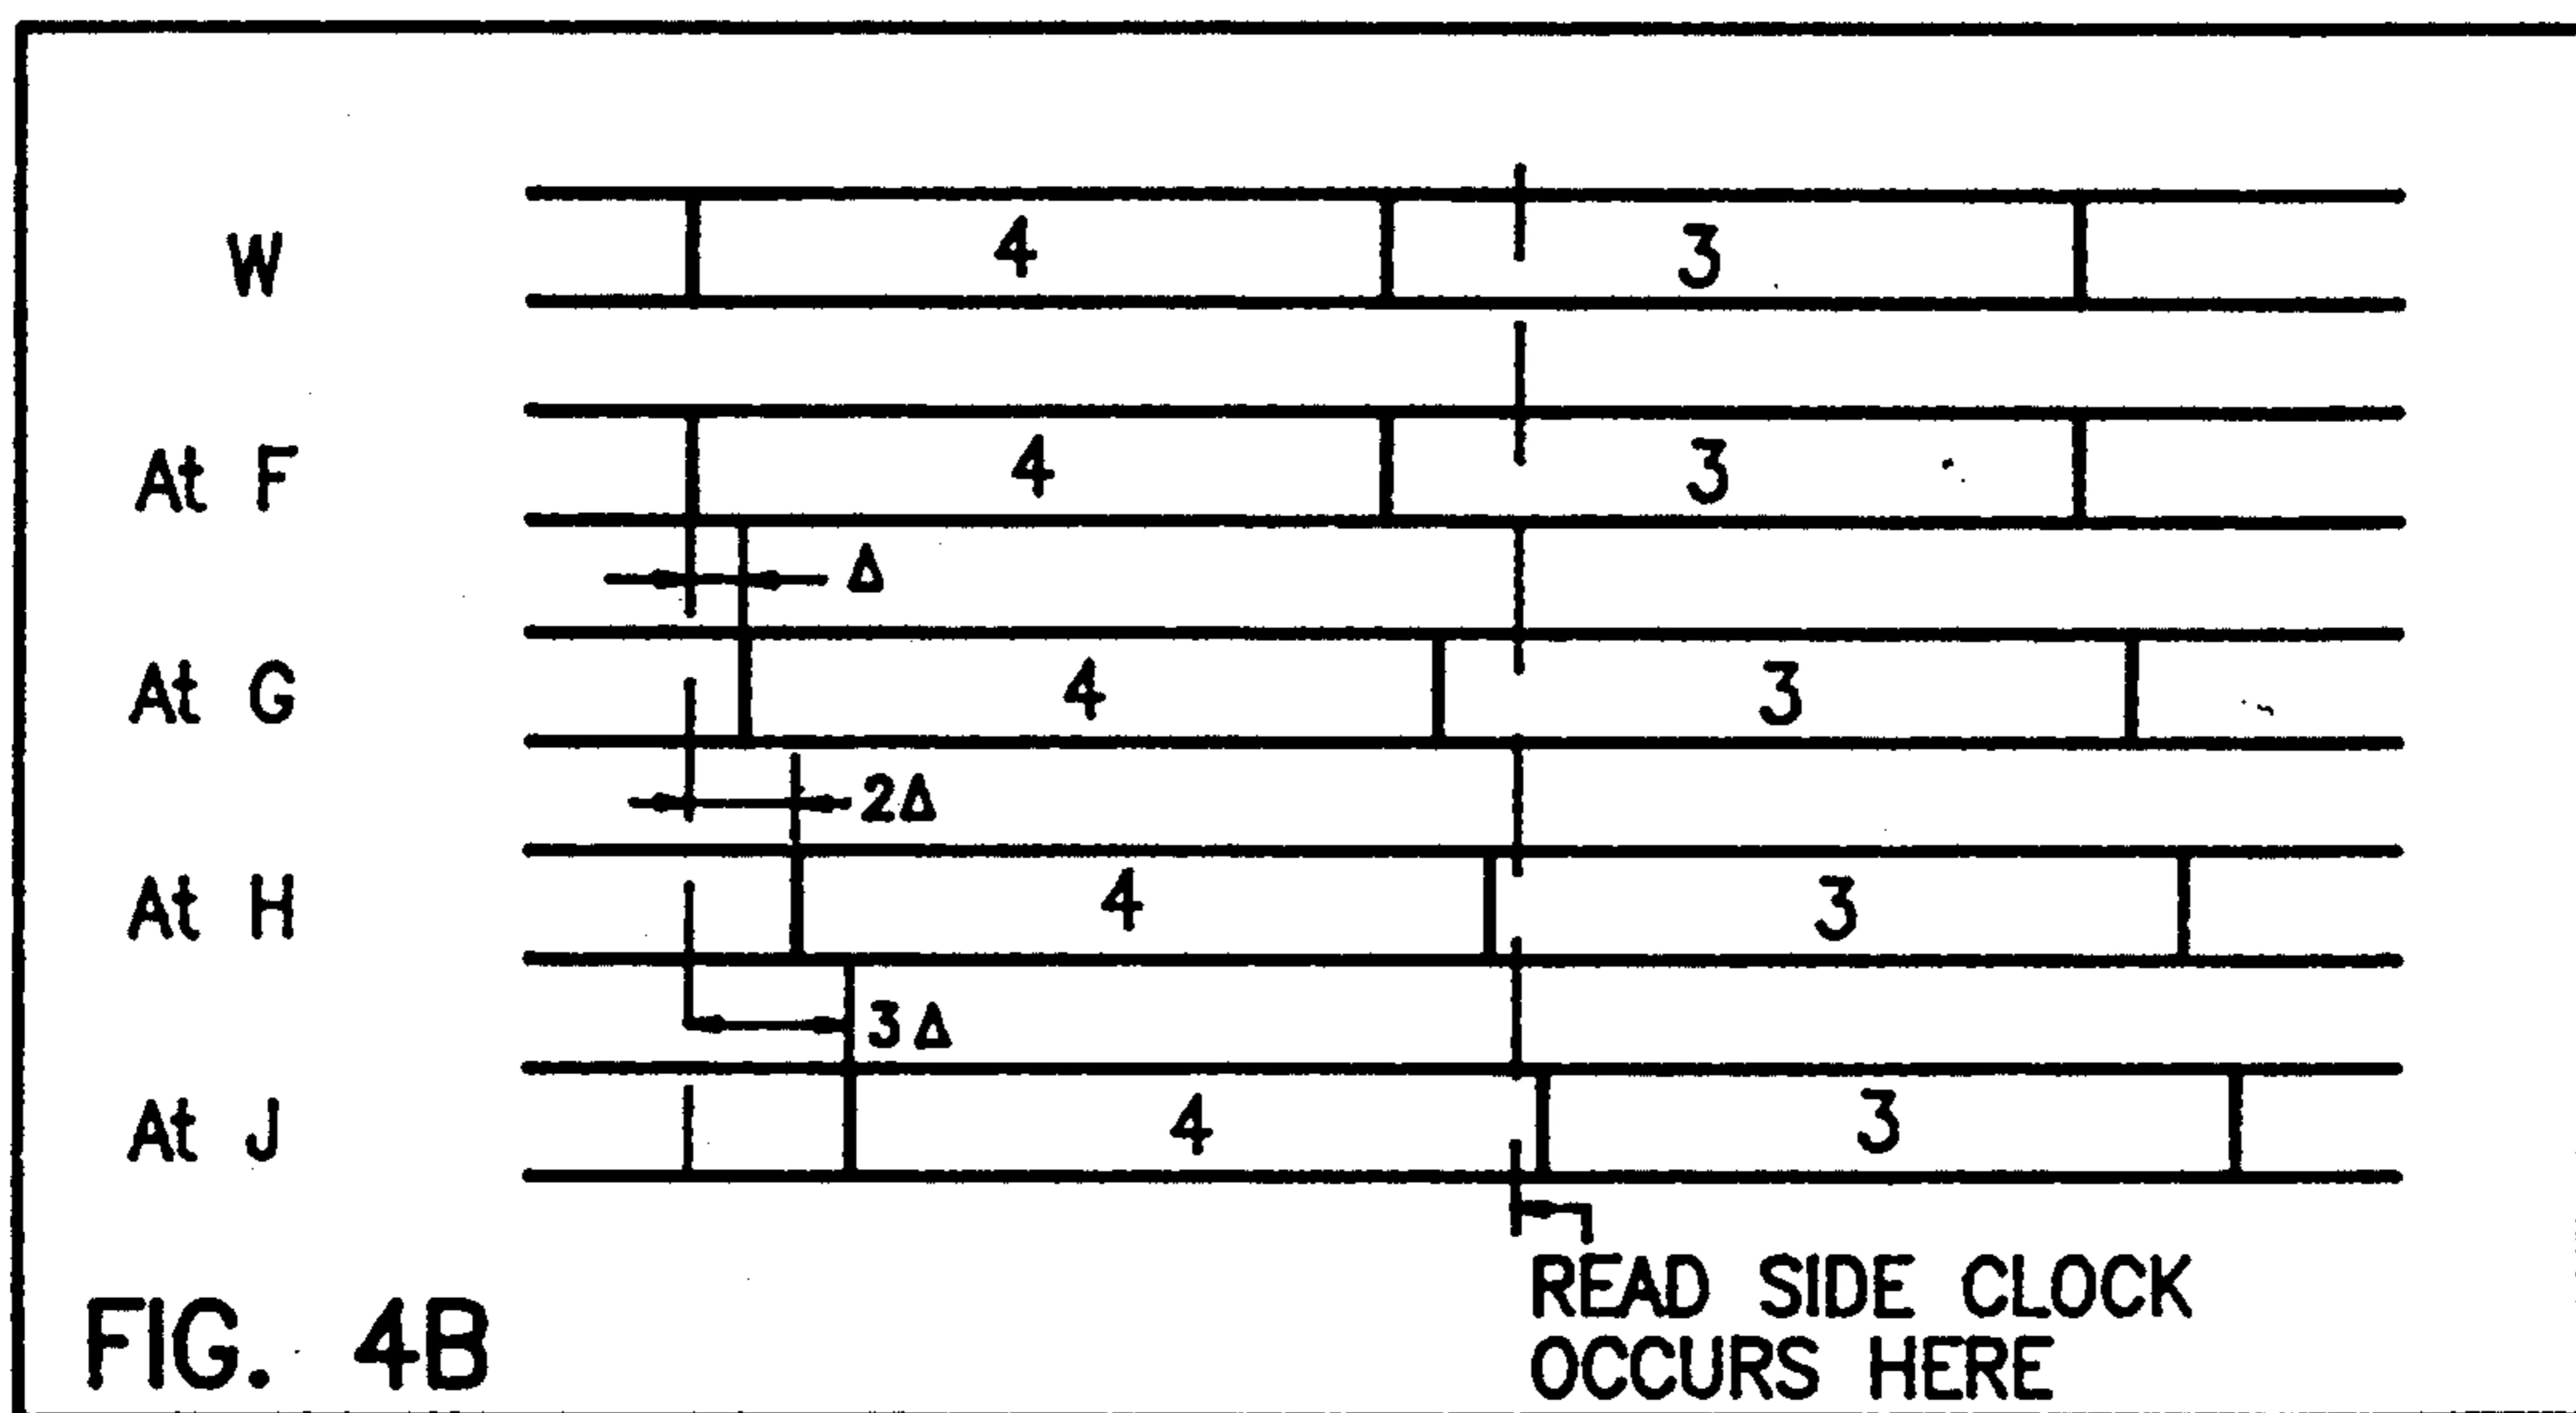 W 4 3
At F 4 3
Δ
At G 4 3
2Δ
At H 4 3
3Δ
At J 4 3
READ SIDE CLOCK
OCCURS HERE
FIG. 4B